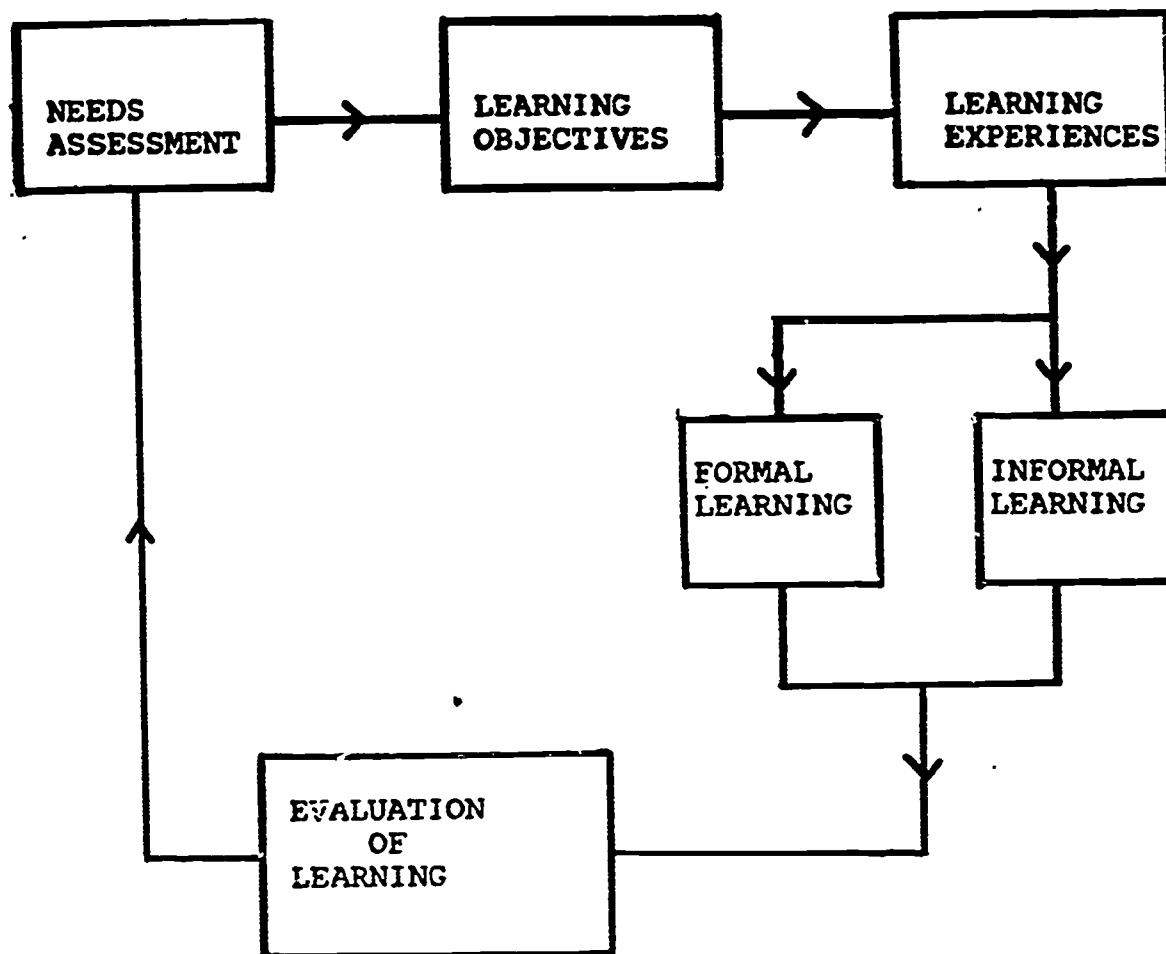 NEEDS
ASSESSMENT
LEARNING
OBJECTIVES
LEARNING
EXPERIENCES
FORMAL
LEARNING
INFORMAL
LEARNING
EVALUATION
OF
LEARNING